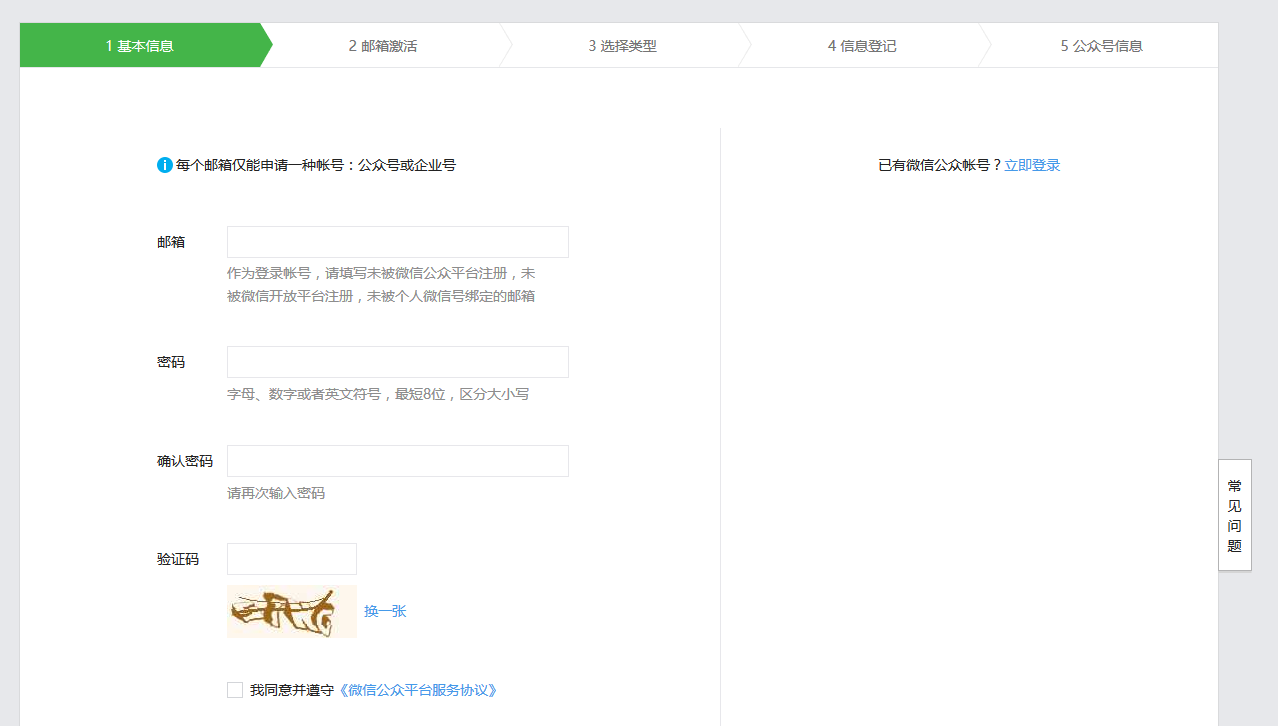 1 基本信息
2 邮箱激活
3 选择类型
4 信息登记
5 公众号信息
每个邮箱仅能申请一种帐号：公众号或企业号
已有微信公众帐号？立即登录
邮箱
作为登录帐号，请填写未被微信公众平台注册，未
被微信开放平台注册，未被个人微信号绑定的邮箱
密码
字母、数字或者英文符号，最短8位，区分大小写
确认密码
请再次输入密码
验证码
换一张
我同意并遵守《微信公众平台服务协议》
常
见
问
题